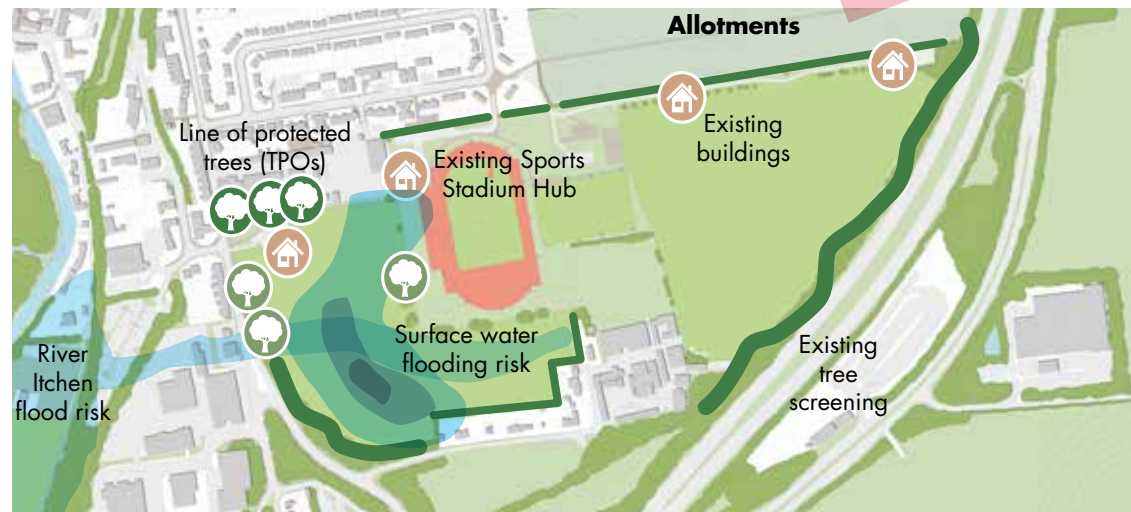 Allotments
Line of protected
trees (TPOs)
Existing Sports
Stadium Hub
Existing
buildings
River
Itchen
flood risk
Surface water
flooding risk
Existing
tree
screening